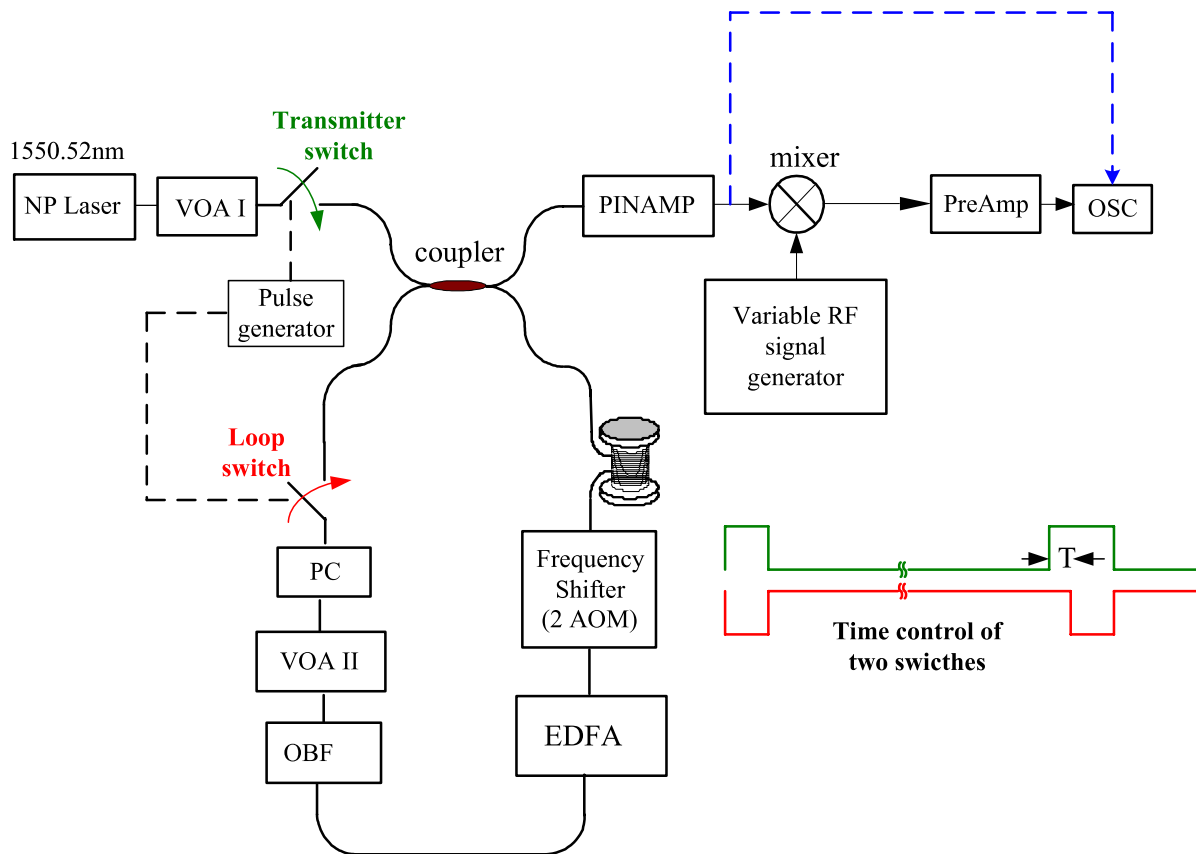 1550.52nm
NP Laser
VOA I
Transmitter
switch
Pulse
generator
coupler
PINAMP
mixer
PreAmp
OSC
Variable RF
signal
generator
Loop
switch
PC
VOA II
OBF
Frequency
Shifter
(2 AOM)
EDFA
T
Time control of
two swicthes